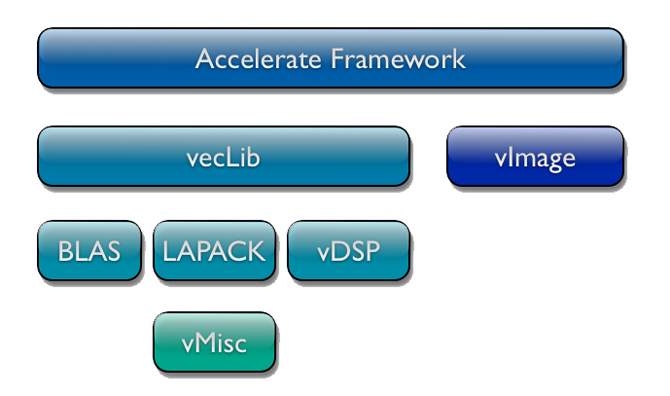 Accelerate Framework
vecLib
vImage
BLAS
LAPACK
vDSP
vMisc